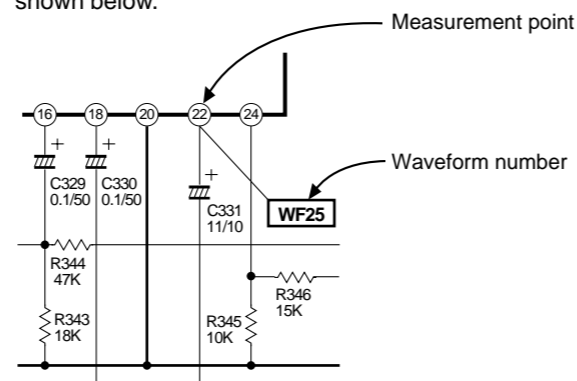 shown below.
Measurement point
16 18 20 22 24
+ + +
Waveform number
C329 C330
0.1/50 0.1/50
C331
11/10
WF25
R344
47K
R346
15K
R343
18K
R345
10K